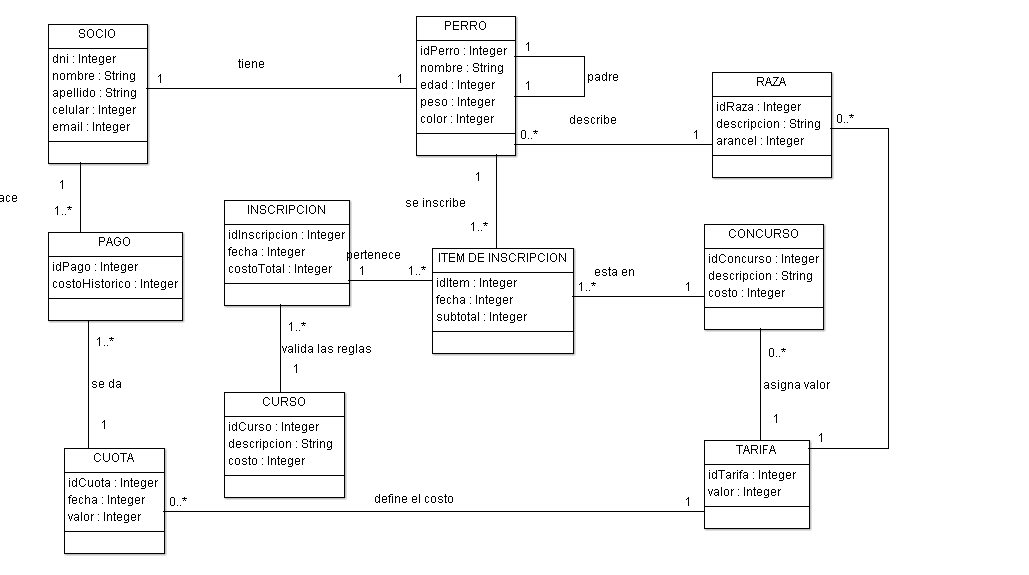 SOCIO
dni : Integer
nombre : String
apellido : String
celular : Integer
email : Integer
1
tiene
1
PERRO
idPerro : Integer
nombre : String
edad : Integer
peso : Integer
color : Integer
1
1
padre
0..*
describe
1
RAZA
idRaza : Integer
descripcion : String
arancel : Integer
0..*
ace
1
1..*
PAGO
idPago : Integer
costoHistorico : Integer
INSCRIPCION
idInscripcion : Integer
fecha : Integer
costoTotal : Integer
pertenece
1
1..*
1
se inscribe
1..*
ITEM DE INSCRIPCION
idItem : Integer
fecha : Integer
subtotal : Integer
esta en
1..*
1
CONCURSO
idConcurso : Integer
descripcion : String
costo : Integer
1..*
se da
1
1..*
valida las reglas
1
CURSO
idCurso : Integer
descripcion : String
costo : Integer
0..*
asigna valor
1
1
CUOTA
idCuota : Integer
fecha : Integer
valor : Integer
0..*
define el costo
1
TARIFA
idTarifa : Integer
valor : Integer